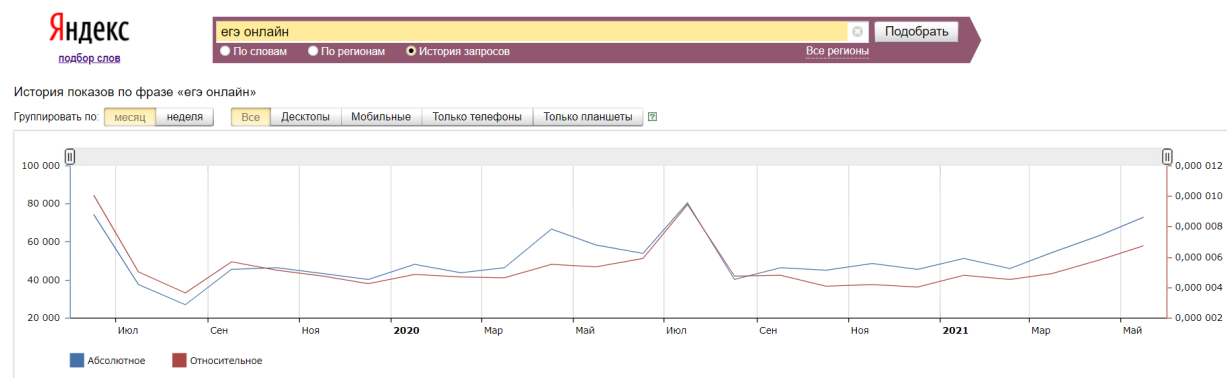 Яндекс
подбор слов
егэ онлайн
Подобрать
По словам По регионам История запросов Все регионы
История показов по фразе «егэ онлайн»
Группировать по: месяц неделя Все Десктопы Мобильные Только телефоны Только планшеты ?
100 000 0,000 012
80 000 0,000 010
0,000 008
60 000 0,000 006
40 000 0,000 004
20 000 0,000 002
Июл Сен Ноя 2020 Мар Май Июл Сен Ноя 2021 Мар Май
Абсолютное Относительное